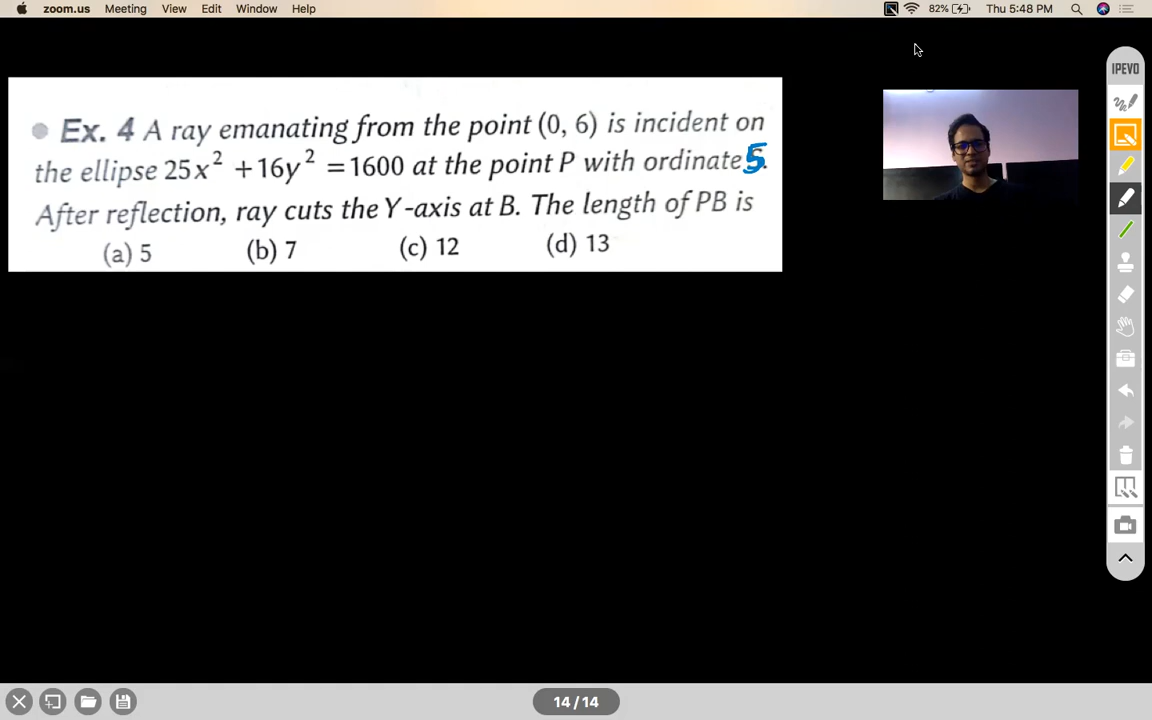 zoom.us Meeting View Edit Window Help 82% Thu 5:48 PM
IPEVO
Ex. 4 A ray emanating from the point (0, 6) is incident on
the ellipse 25x² + 16y² = 1600 at the point P with ordinate 5.
After reflection, ray cuts the Y-axis at B. The length of PB is
(a) 5 (b) 7 (c) 12 (d) 13
14 / 14